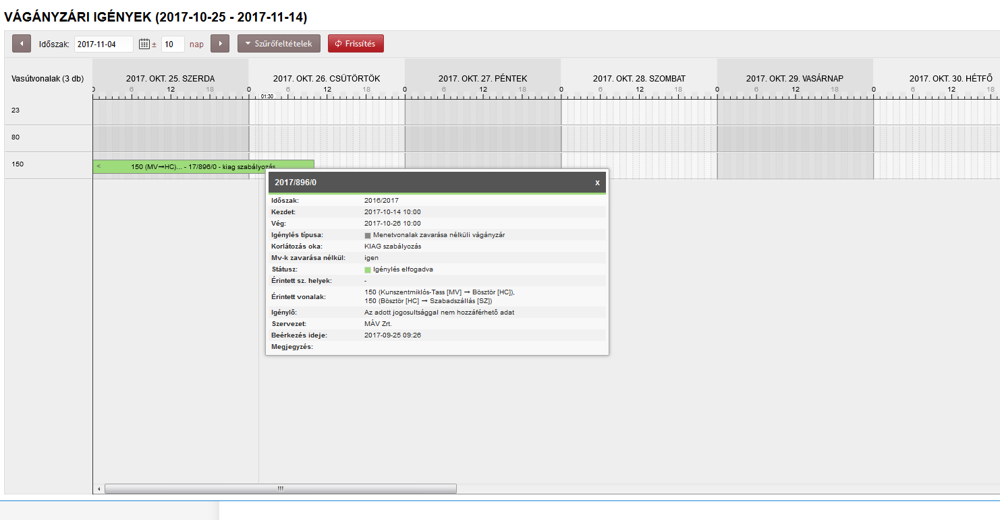 VÁGÁNYZÁRI IGÉNYEK (2017-10-25 - 2017-11-14)
Időszak: 2017-11-04 ± 10 nap Szűrőfeltételek Frissítés
Vasútvonalak (3 db) 2017. OKT. 25. SZERDA 2017. OKT. 26. CSÜTÖRTÖK 2017. OKT. 27. PÉNTEK 2017. OKT. 28. SZOMBAT 2017. OKT. 29. VASÁRNAP 2017. OKT. 30. HÉTFŐ
0 6 12 18 0 6 12 18 0 6 12 18 0 6 12 18 0 6 12 18 0 6 12 18
01:30
23
80
150
< 150 (MV→HC)... - 17/896/0 - kiag szabályozás
2017/896/0 x
Időszak: 2016/2017
Kezdet: 2017-10-14 10:00
Vég: 2017-10-26 10:00
Igénylés típusa: Menetvonalak zavarása nélküli vágányzár
Korlátozás oka: KIAG szabályozás
Mv-k zavarása nélkül: igen
Státusz: Igénylés elfogadva
Érintett sz. helyek: -
Érintett vonalak: 150 (Kunszentmiklós-Tass [MV] → Bösztör [HC]),
150 (Bösztör [HC] → Szabadszállás [SZ])
Igénylő: Az adott jogosultsággal nem hozzáférhető adat
Szervezet: MÁV Zrt.
Beérkezés ideje: 2017-09-25 09:26
Megjegyzés: